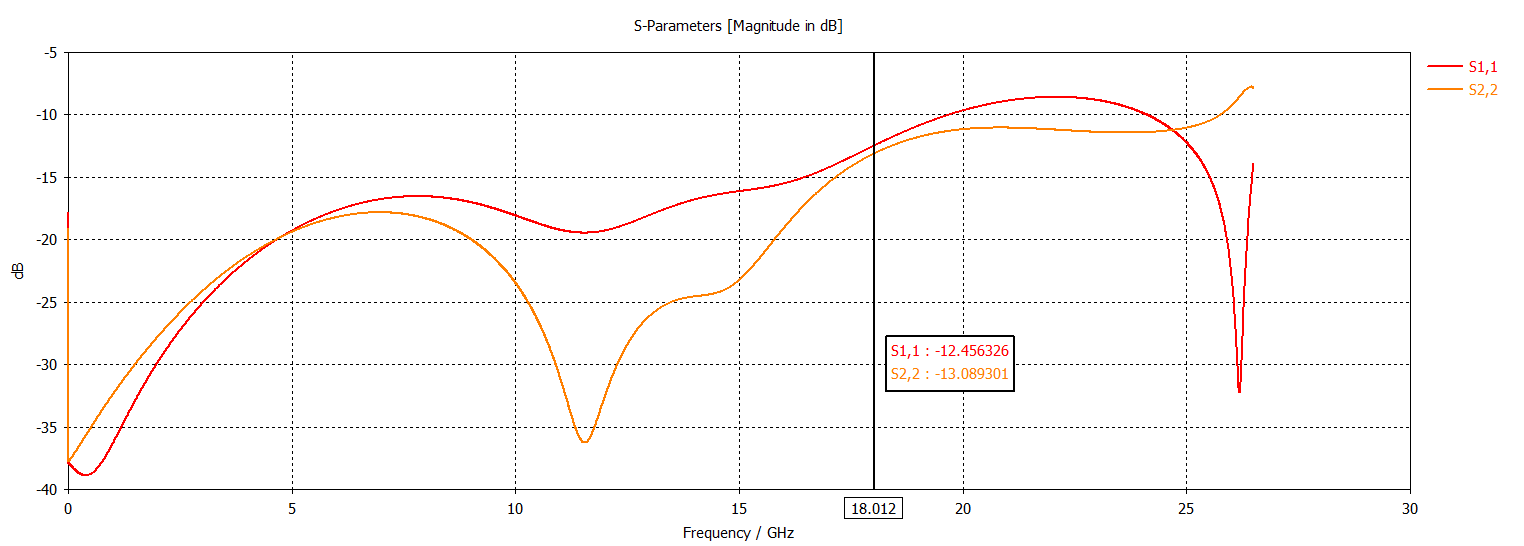 S-Parameters [Magnitude in dB]
S1,1
S2,2
-5
-10
-15
-20
-25
-30
-35
-40
dB
S1,1 : -12.456326
S2,2 : -13.089301
0 5 10 15 18.012 20 25 30
Frequency / GHz